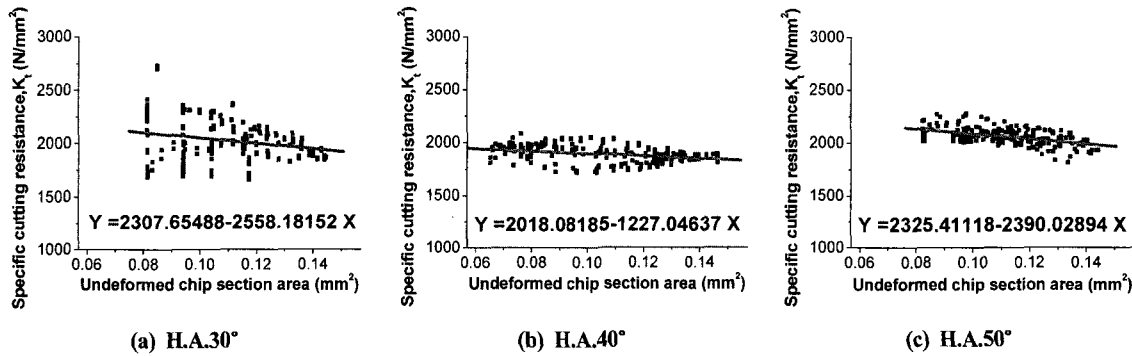 Specific cutting resistance,Kt (N/mm²)
3000
2500
2000
1500
1000
Y =2307.65488-2558.18152 X
0.06 0.08 0.10 0.12 0.14
Undeformed chip section area (mm²)
(a) H.A.30°
Specific cutting resistance,Kt (N/mm²)
3000
2500
2000
1500
1000
Y =2018.08185-1227.04637 X
0.06 0.08 0.10 0.12 0.14
Undeformed chip section area (mm²)
(b) H.A.40°
Specific cutting resistance,Kt (N/mm²)
3000
2500
2000
1500
1000
Y =2325.41118-2390.02894 X
0.06 0.08 0.10 0.12 0.14
Undeformed chip section area (mm²)
(c) H.A.50°